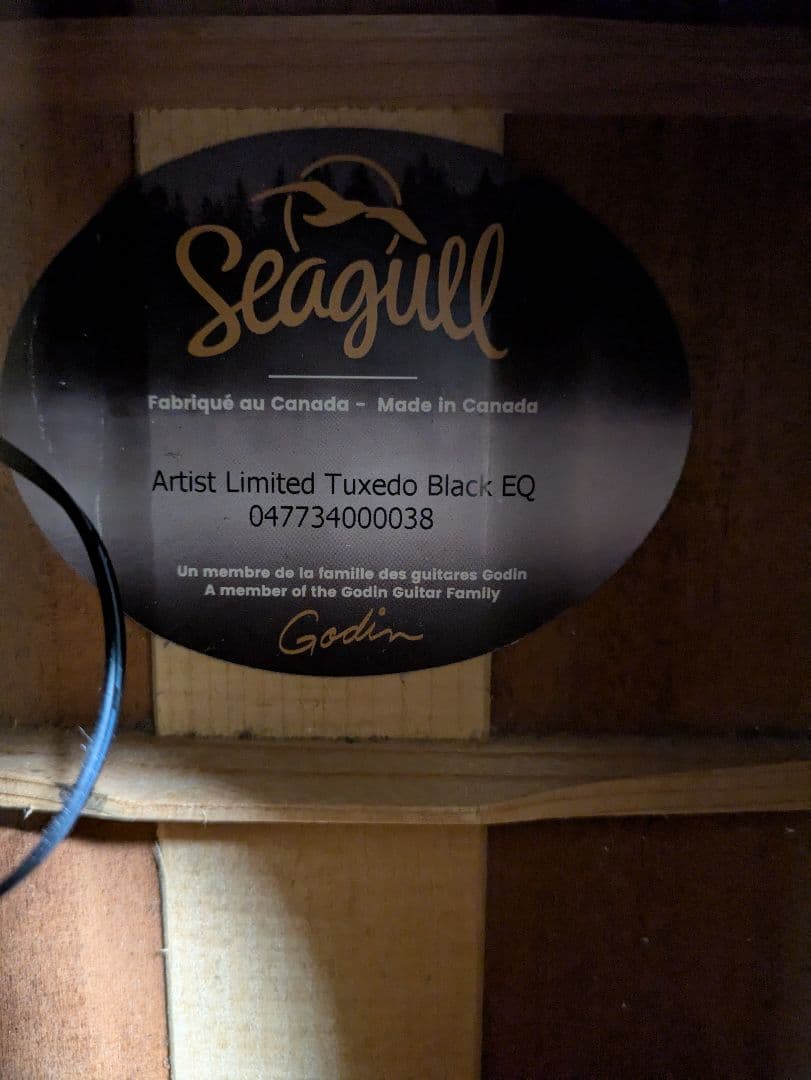 Seagull
Fabriqué au Canada - Made in Canada
Artist Limited Tuxedo Black EQ
047734000038
Un membre de la famille des guitares Godin
A member of the Godin Guitar Family
Godin